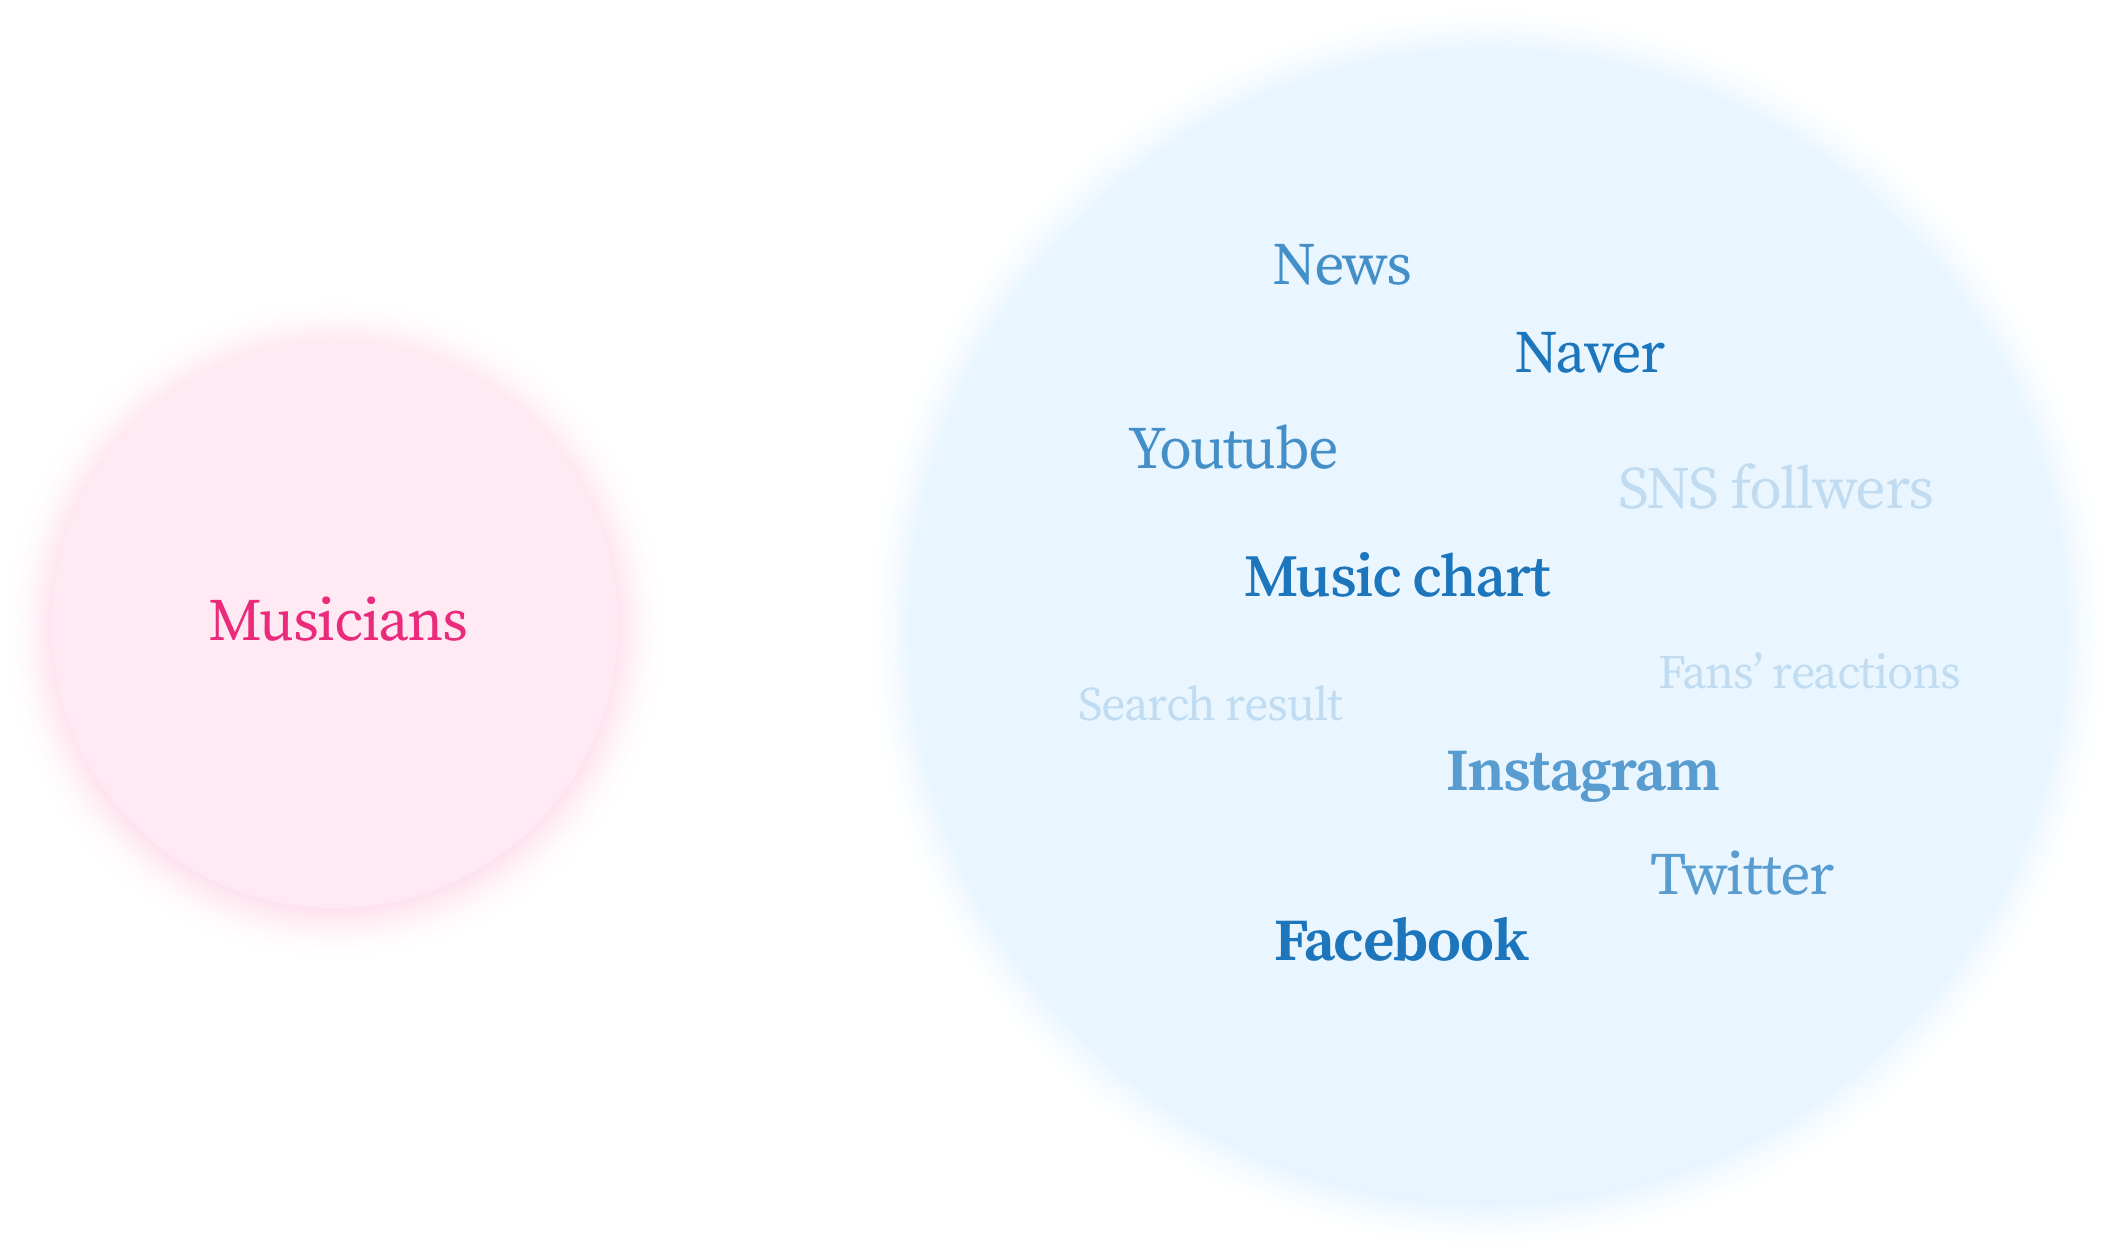 Musicians
News
Naver
Youtube
SNS follwers
Music chart
Fans’ reactions
Search result
Instagram
Twitter
Facebook